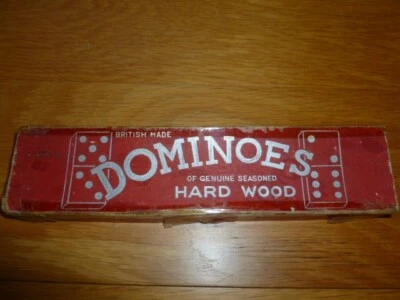 BRITISH MADE
DOMINOES
OF GENUINE SEASONED
HARD WOOD